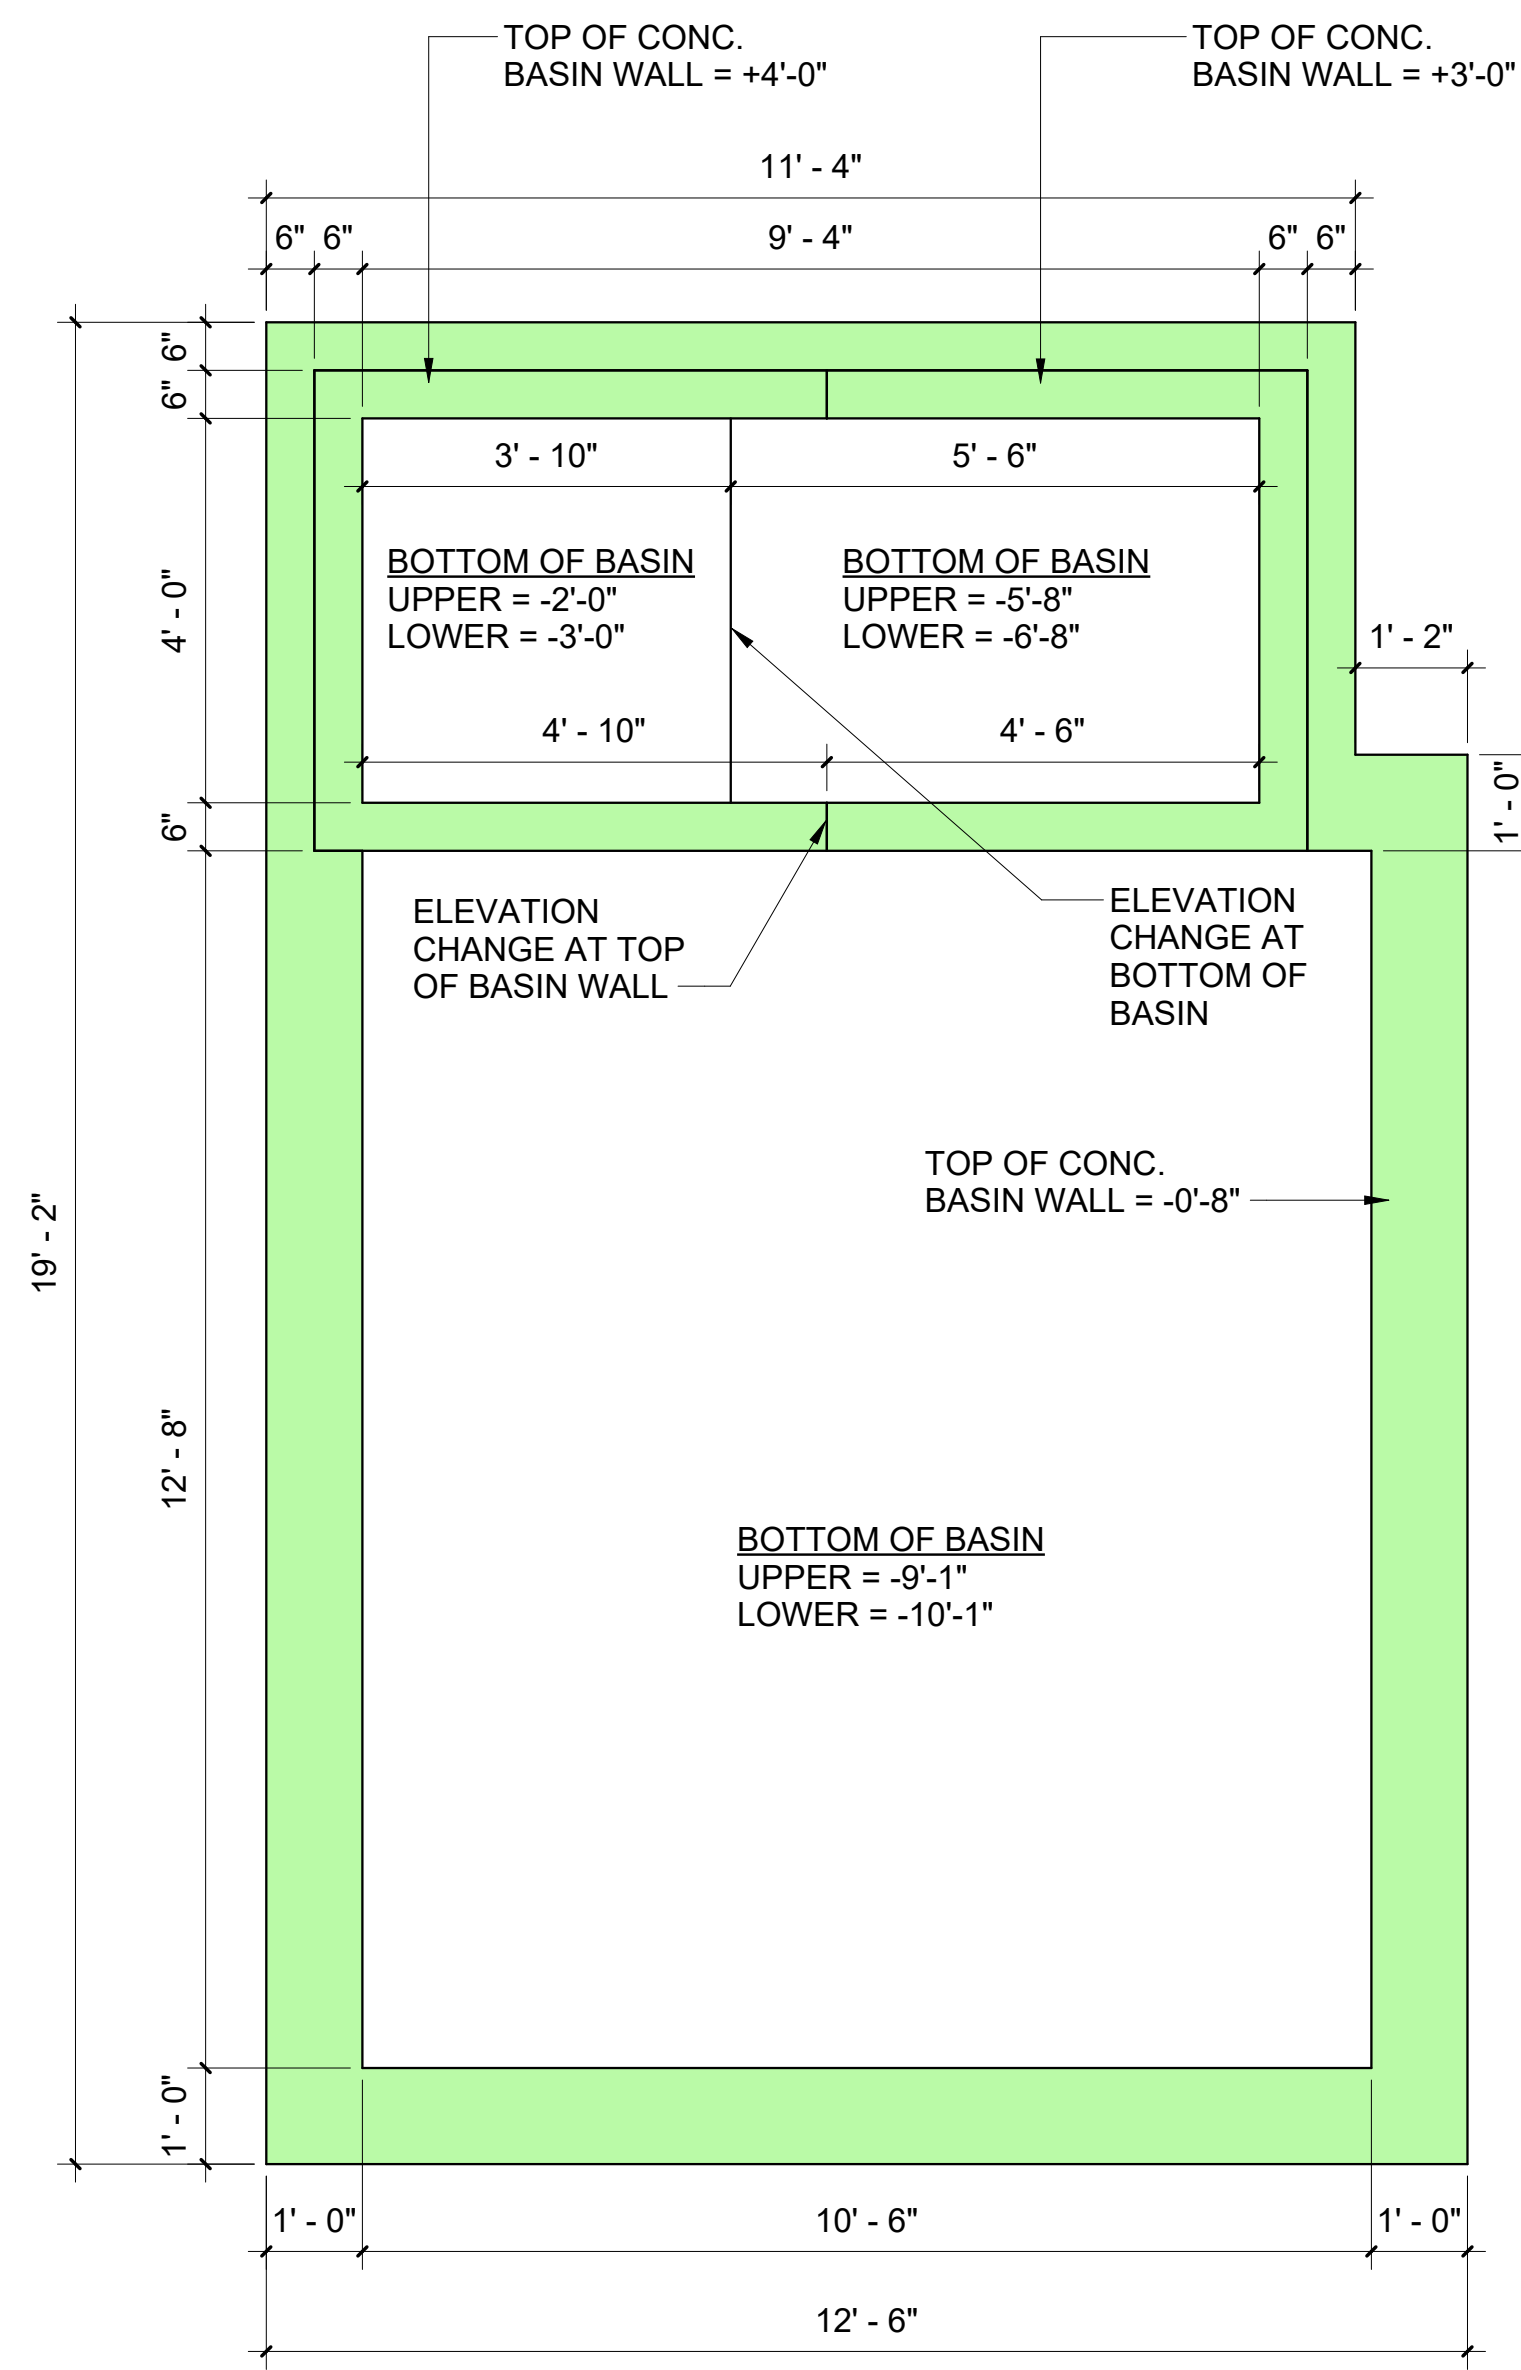 TOP OF CONC.
BASIN WALL = +4'-0"
TOP OF CONC.
BASIN WALL = +3'-0"
11' - 4"
6" 6" 9' - 4" 6" 6"
6"
6"
3' - 10" 5' - 6"
BOTTOM OF BASIN
UPPER = -2'-0"
LOWER = -3'-0"
BOTTOM OF BASIN
UPPER = -5'-8"
LOWER = -6'-8"
4' - 0"
1' - 2"
4' - 10" 4' - 6"
1' - 0"
6"
ELEVATION
CHANGE AT TOP
OF BASIN WALL
ELEVATION
CHANGE AT
BOTTOM OF
BASIN
TOP OF CONC.
BASIN WALL = -0'-8"
19' - 2"
12' - 8"
BOTTOM OF BASIN
UPPER = -9'-1"
LOWER = -10'-1"
1' - 0"
1' - 0" 10' - 6" 1' - 0"
12' - 6"